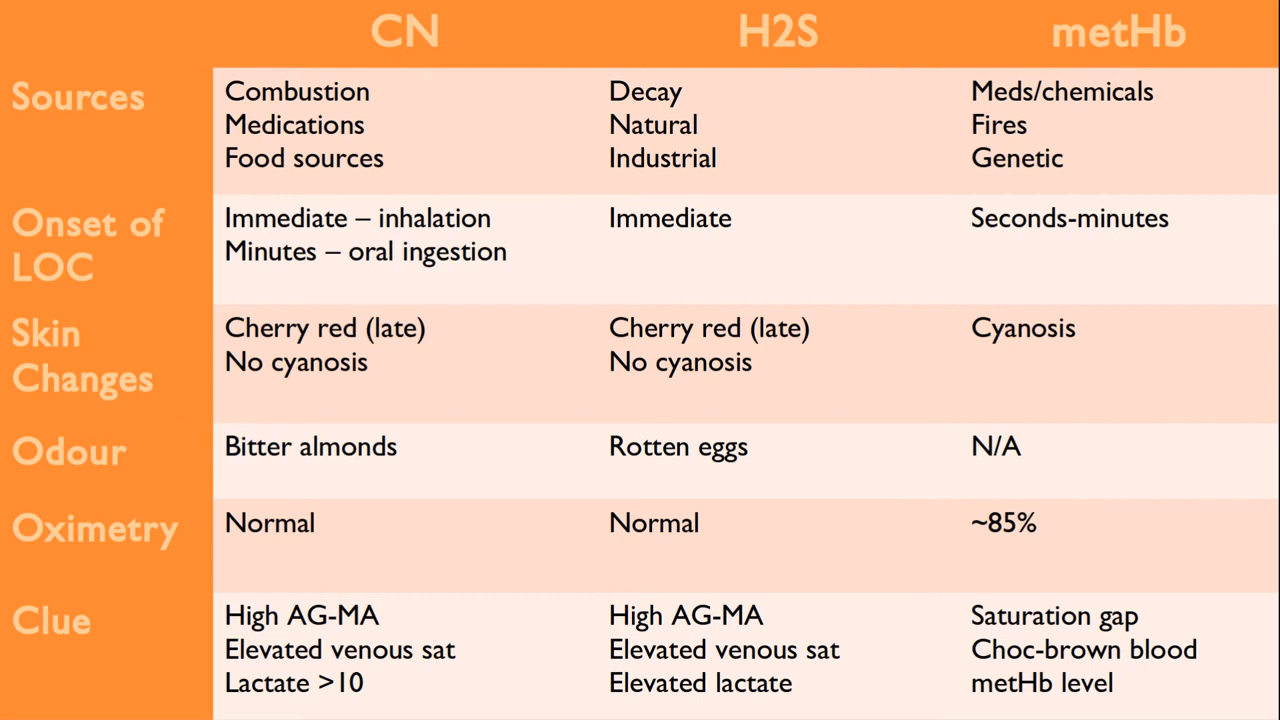 CN H2S metHb
Sources
Combustion Decay Meds/chemicals
Medications Natural Fires
Food sources Industrial Genetic
Onset of
LOC
Immediate – inhalation Immediate Seconds-minutes
Minutes – oral ingestion
Skin
Changes
Cherry red (late) Cherry red (late) Cyanosis
No cyanosis No cyanosis
Odour
Bitter almonds Rotten eggs N/A
Oximetry
Normal Normal ~85%
Clue
High AG-MA High AG-MA Saturation gap
Elevated venous sat Elevated venous sat Choc-brown blood
Lactate >10 Elevated lactate metHb level